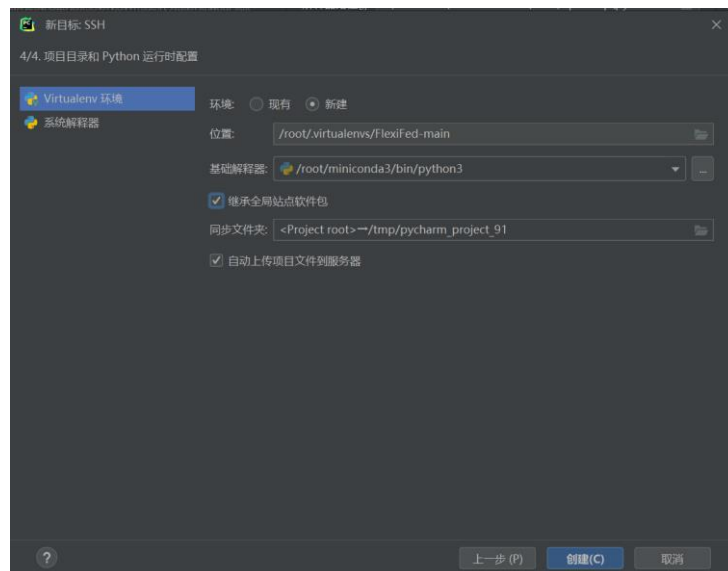 新目标: SSH
4/4. 项目目录和 Python 运行时配置
Virtualenv 环境
系统解释器
环境: 现有 新建
位置: /root/.virtualenvs/FlexiFed-main
基础解释器: /root/miniconda3/bin/python3 ...
继承全局站点软件包
同步文件夹: <Project root>→/tmp/pycharm_project_91
自动上传项目文件到服务器
? 上一步 (P) 创建(C) 取消